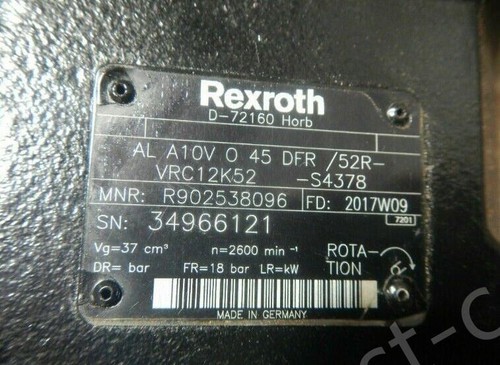 Rexroth
D-72160 Horb
AL A10V O 45 DFR /52R-
VRC12K52 -S4378
MNR: R902538096 FD: 2017W09
7201
SN: 34966121
Vg=37 cm³ n=2600 min⁻¹ ROTA-
DR= bar FR=18 bar LR=kW TION R
MADE IN GERMANY